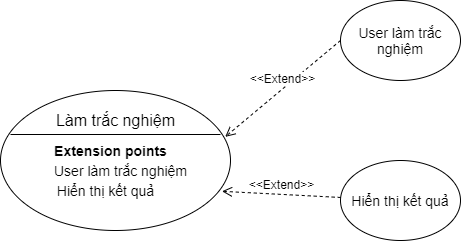 User làm trắc
nghiệm
<<Extend>>
Làm trắc nghiệm
Extension points
User làm trắc nghiệm
Hiển thị kết quả
<<Extend>>
Hiển thị kết quả